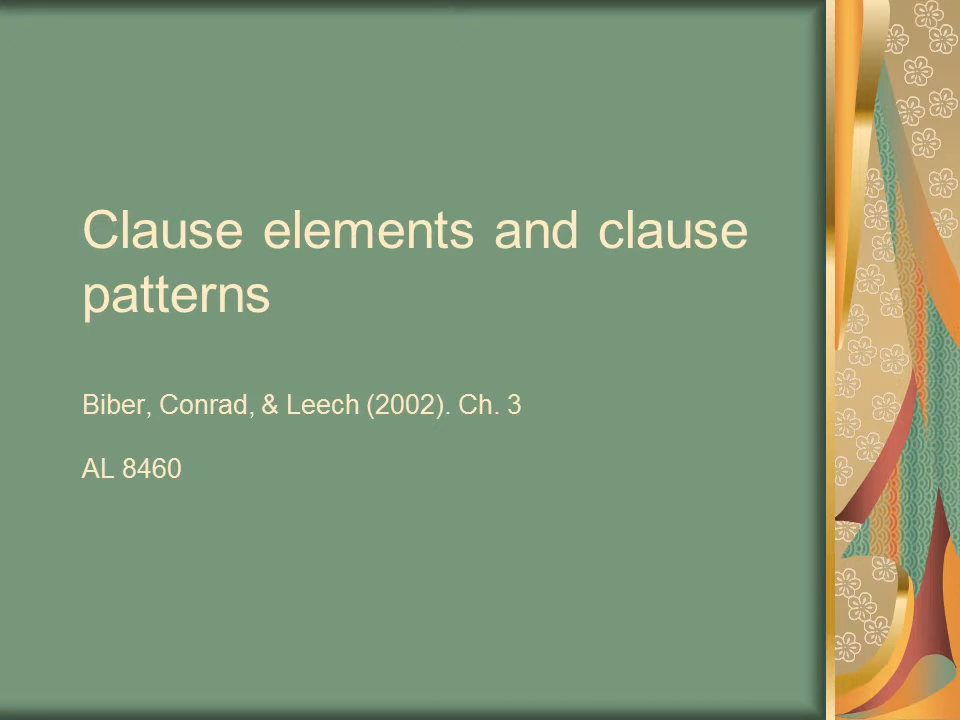 Clause elements and clause
patterns
Biber, Conrad, & Leech (2002). Ch. 3
AL 8460